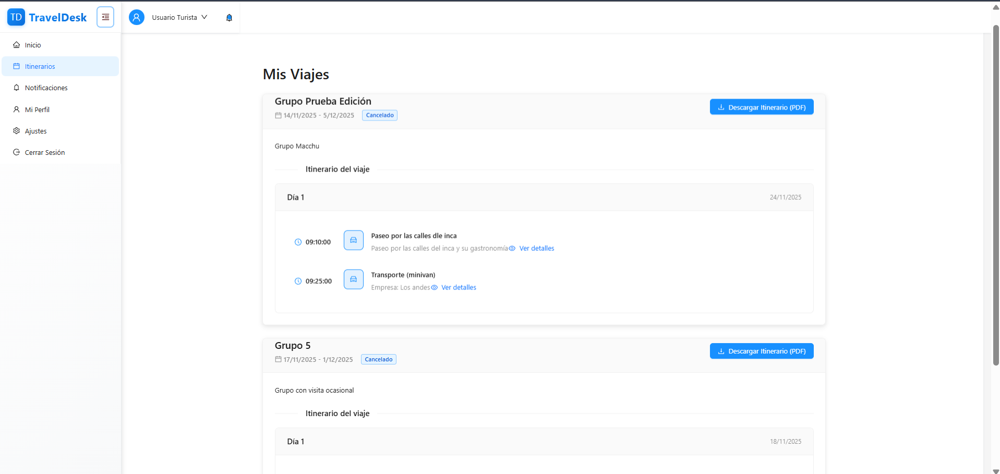 TD TravelDesk
Usuario Turista
Inicio
Itinerarios
Notificaciones
Mi Perfil
Ajustes
Cerrar Sesión
Mis Viajes
Grupo Prueba Edición
14/11/2025 - 5/12/2025 Cancelado
Descargar Itinerario (PDF)
Grupo Macchu
Itinerario del viaje
Día 1 24/11/2025
09:10:00
Paseo por las calles dle inca
Paseo por las calles del inca y su gastronomía Ver detalles
09:25:00
Transporte (minivan)
Empresa: Los andes Ver detalles
Grupo 5
17/11/2025 - 1/12/2025 Cancelado
Descargar Itinerario (PDF)
Grupo con visita ocasional
Itinerario del viaje
Día 1 18/11/2025